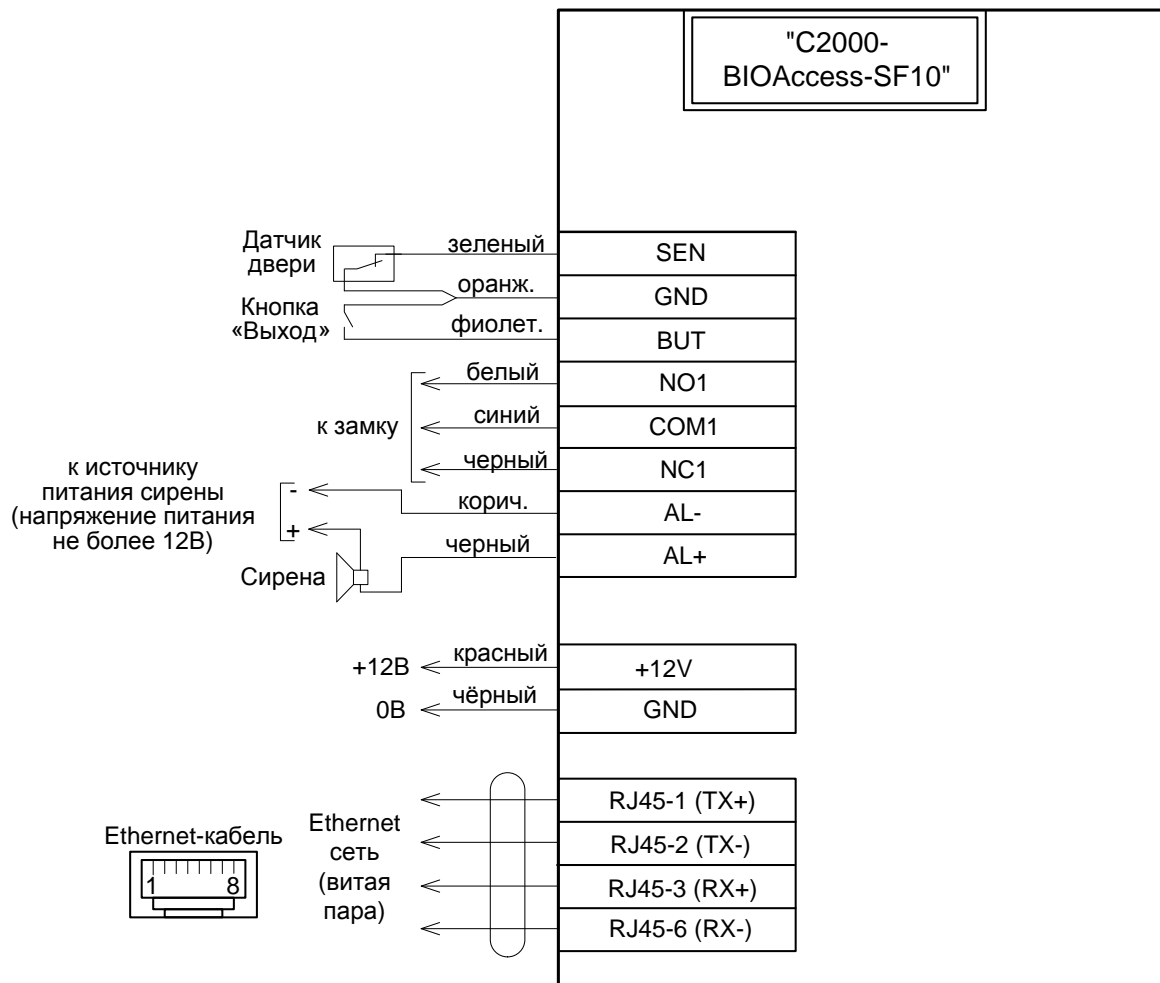 "С2000-
BIOAccess-SF10"
Датчик
двери
зеленый
SEN
оранж.
GND
Кнопка
«Выход»
фиолет.
BUT
белый
NO1
к замку
синий
COM1
черный
NC1
к источнику
питания сирены
(напряжение питания
не более 12В)
-
+
корич.
AL-
черный
AL+
Сирена
+12В
красный
+12V
0В
чёрный
GND
Ethernet-кабель
1
8
Ethernet
сеть
(витая
пара)
RJ45-1 (TX+)
RJ45-2 (TX-)
RJ45-3 (RX+)
RJ45-6 (RX-)